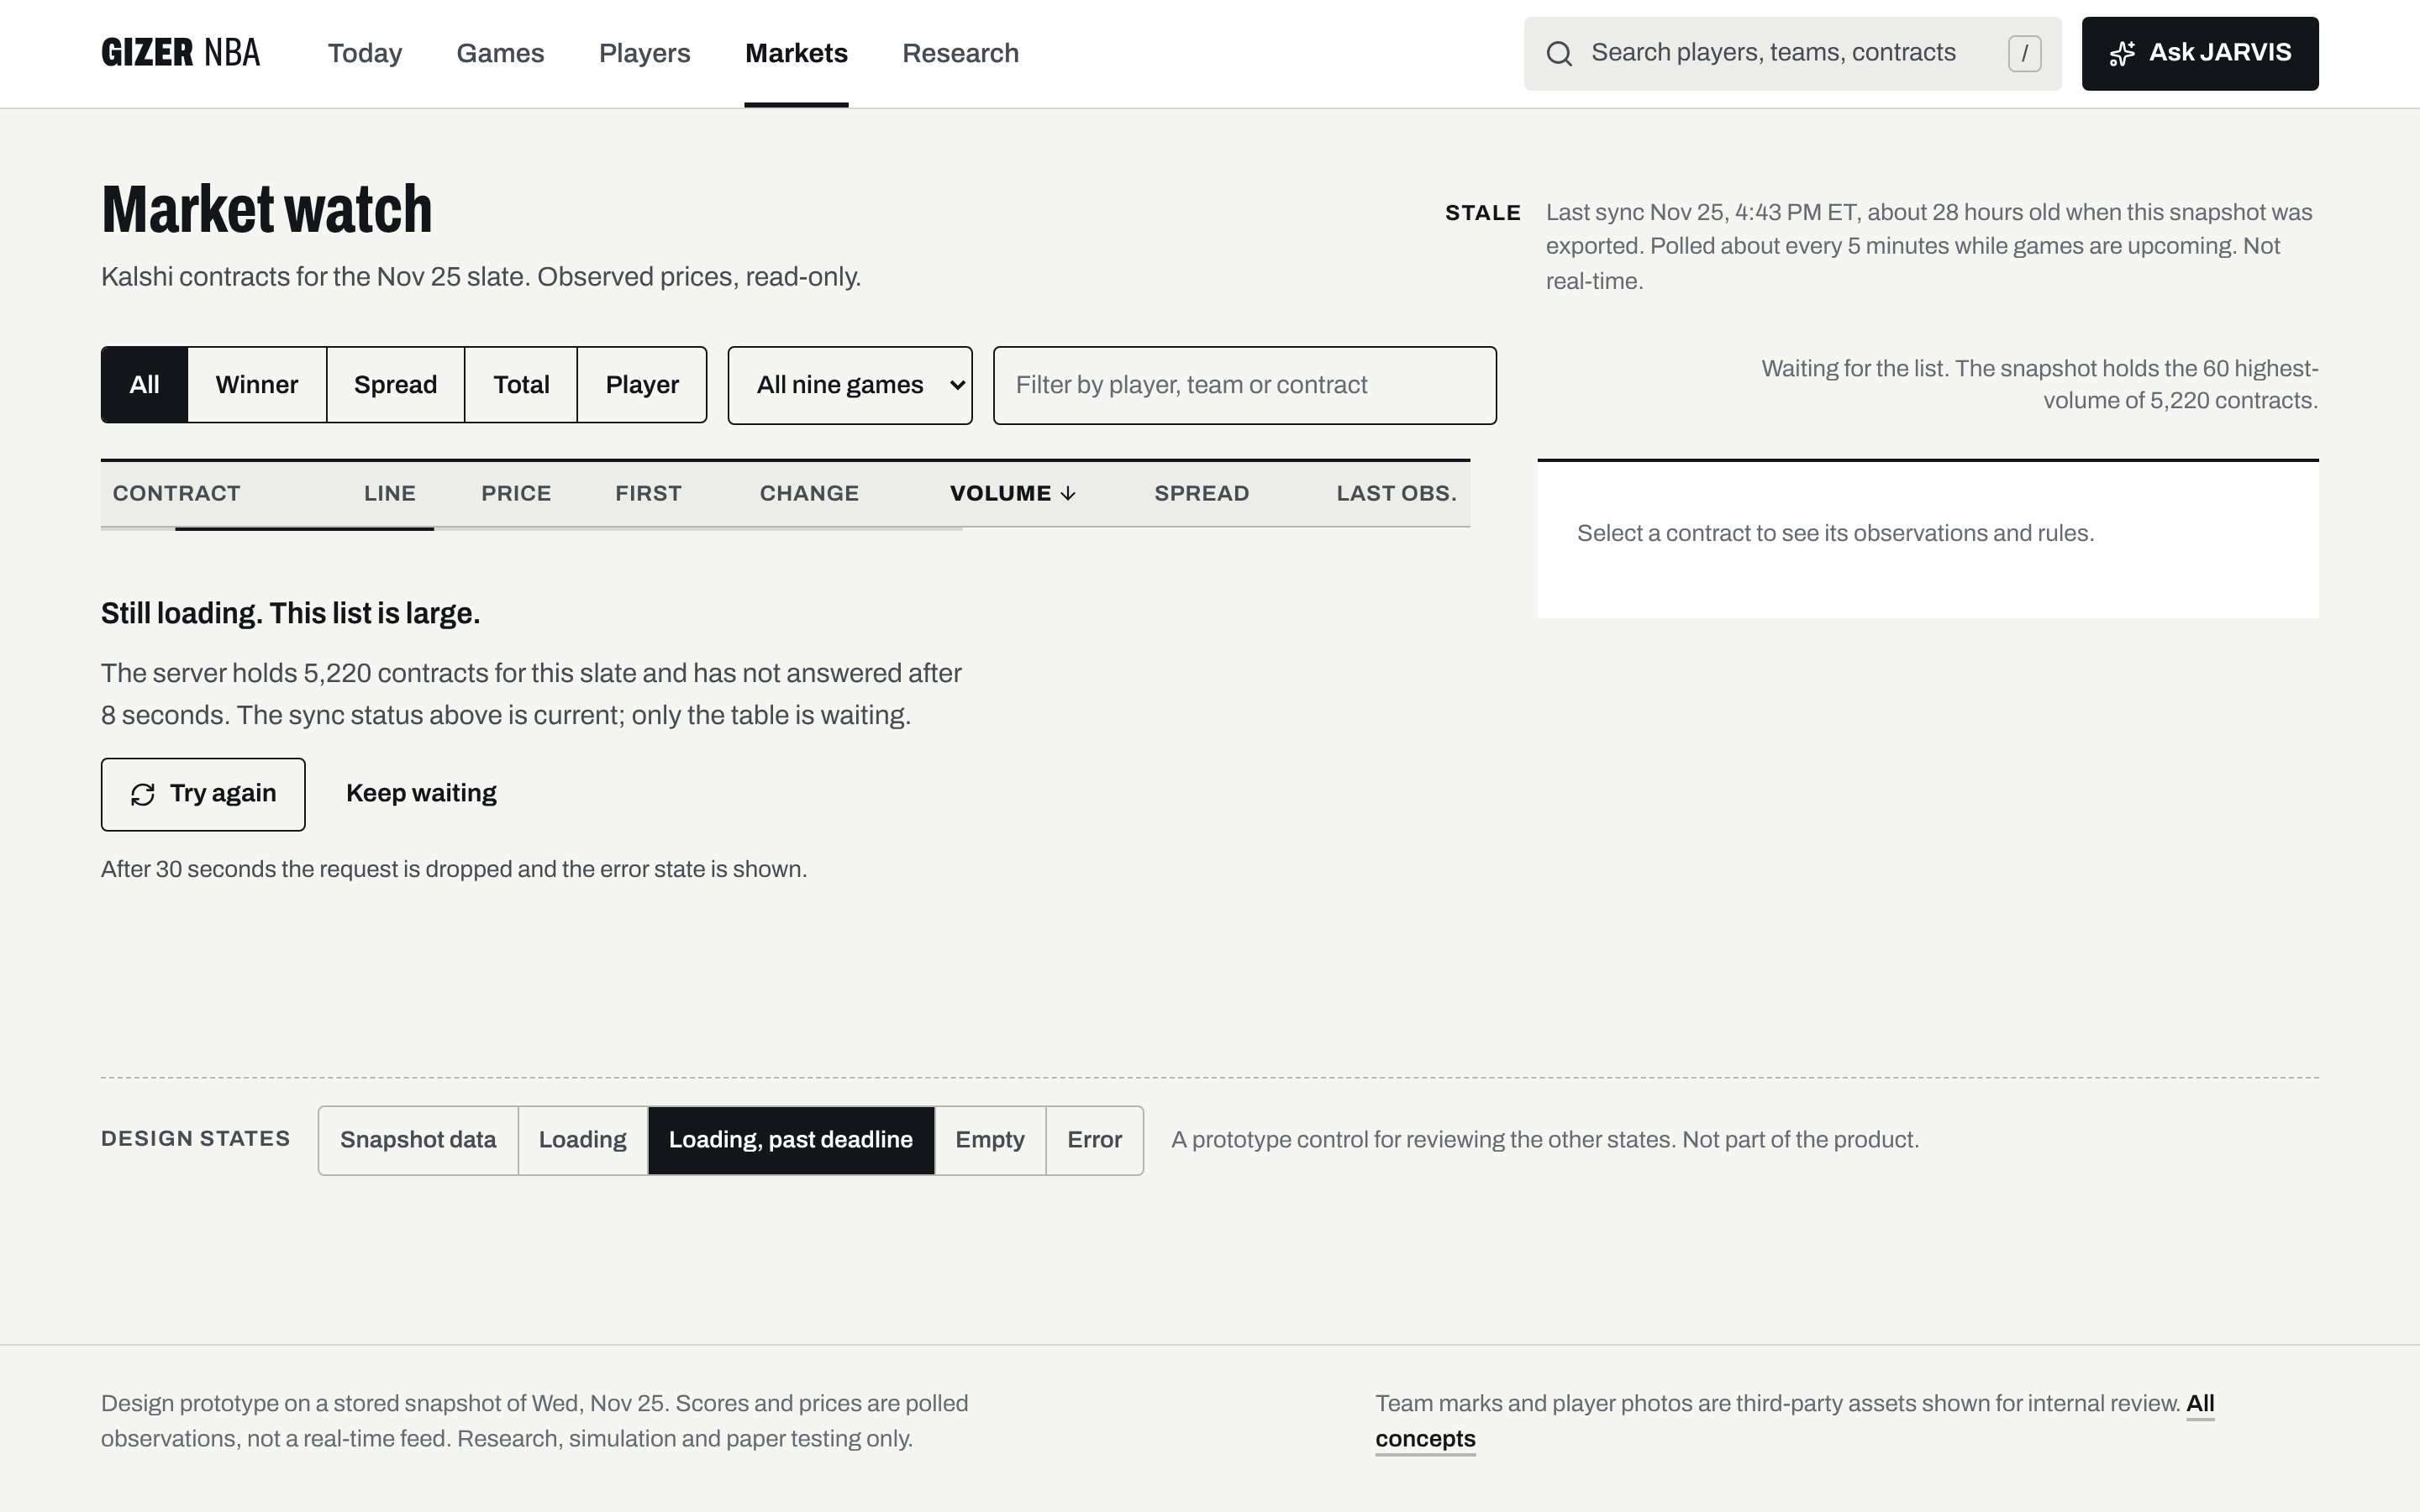 GIZER NBA
Today
Games
Players
Markets
Research
Search players, teams, contracts
/
Ask JARVIS
Market watch
Kalshi contracts for the Nov 25 slate. Observed prices, read-only.
STALE
Last sync Nov 25, 4:43 PM ET, about 28 hours old when this snapshot was
exported. Polled about every 5 minutes while games are upcoming. Not
real-time.
All
Winner
Spread
Total
Player
All nine games
Filter by player, team or contract
Waiting for the list. The snapshot holds the 60 highest-
volume of 5,220 contracts.
CONTRACT
LINE
PRICE
FIRST
CHANGE
VOLUME
SPREAD
LAST OBS.
Select a contract to see its observations and rules.
Still loading. This list is large.
The server holds 5,220 contracts for this slate and has not answered after
8 seconds. The sync status above is current; only the table is waiting.
Try again
Keep waiting
After 30 seconds the request is dropped and the error state is shown.
DESIGN STATES
Snapshot data
Loading
Loading, past deadline
Empty
Error
A prototype control for reviewing the other states. Not part of the product.
Design prototype on a stored snapshot of Wed, Nov 25. Scores and prices are polled
observations, not a real-time feed. Research, simulation and paper testing only.
Team marks and player photos are third-party assets shown for internal review. All
concepts